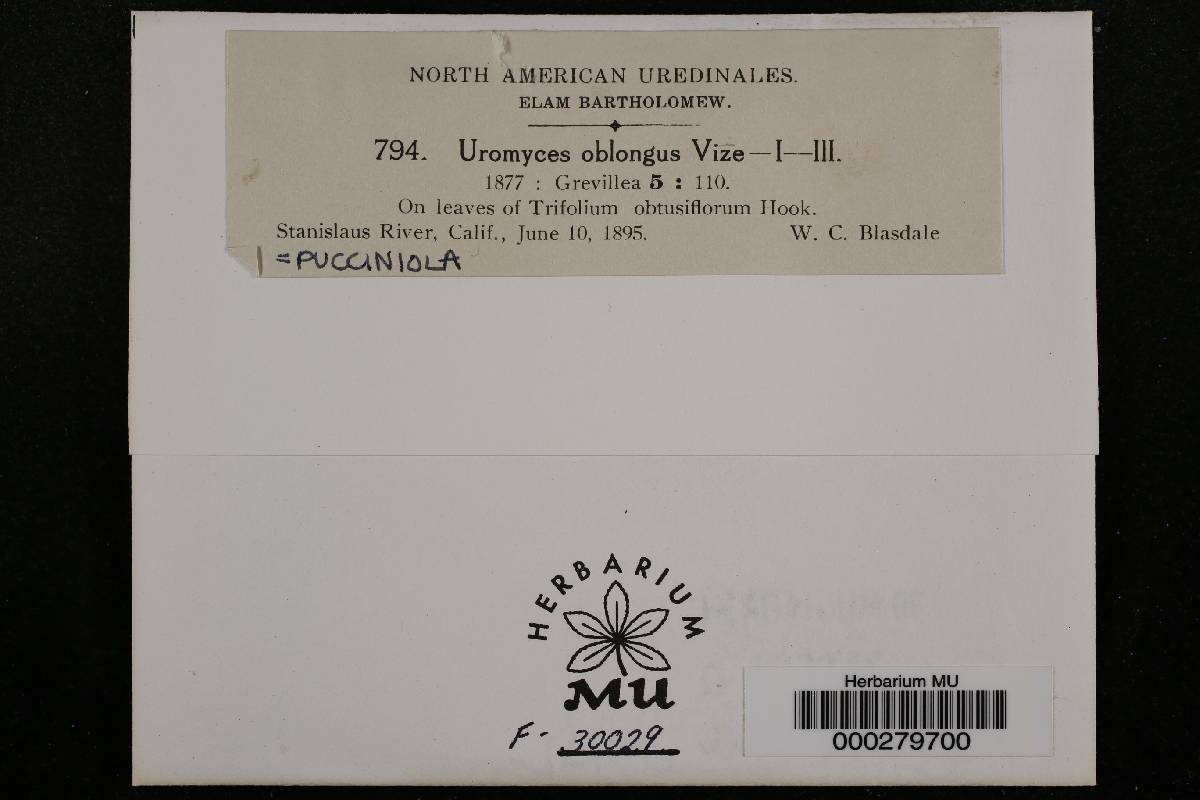 NORTH AMERICAN UREDINALES.
ELAM BARTHOLOMEW.
794. Uromyces oblongus Vize—I—III.
1877 : Grevillea 5 : 110.
On leaves of Trifolium obtusiflorum Hook.
Stanislaus River, Calif., June 10, 1895. W. C. Blasdale
=PUCCINIOLA
HERBARIUM
MU
F- 30029
Herbarium MU
000279700